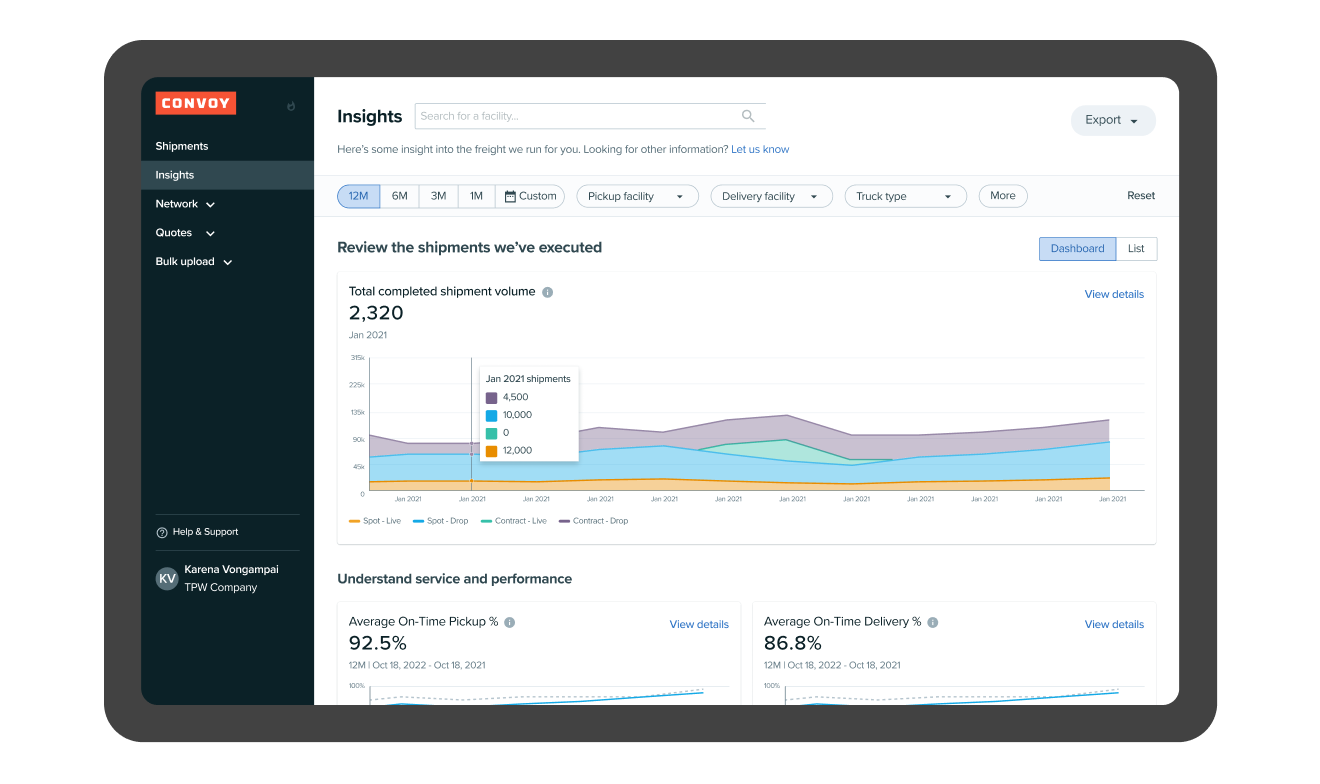 CONVOY
Shipments
Insights
Network
Quotes
Bulk upload
Help & Support
KV
Karena Vongampai
TPW Company
Insights
Search for a facility...
Export
Here's some insight into the freight we run for you. Looking for other information? Let us know
12M 6M 3M 1M Custom Pickup facility Delivery facility Truck type More Reset
Review the shipments we've executed
Dashboard List
Total completed shipment volume
View details
2,320
Jan 2021
315k
225k
135k
90k
45k
0
Jan 2021 shipments
4,500
10,000
0
12,000
Jan 2021 Jan 2021 Jan 2021 Jan 2021 Jan 2021 Jan 2021 Jan 2021 Jan 2021 Jan 2021 Jan 2021 Jan 2021 Jan 2021
Spot - Live Spot - Drop Contract - Live Contract - Drop
Understand service and performance
Average On-Time Pickup %
View details
92.5%
12M | Oct 18, 2022 - Oct 18, 2021
100%
Average On-Time Delivery %
View details
86.8%
12M | Oct 18, 2022 - Oct 18, 2021
100%